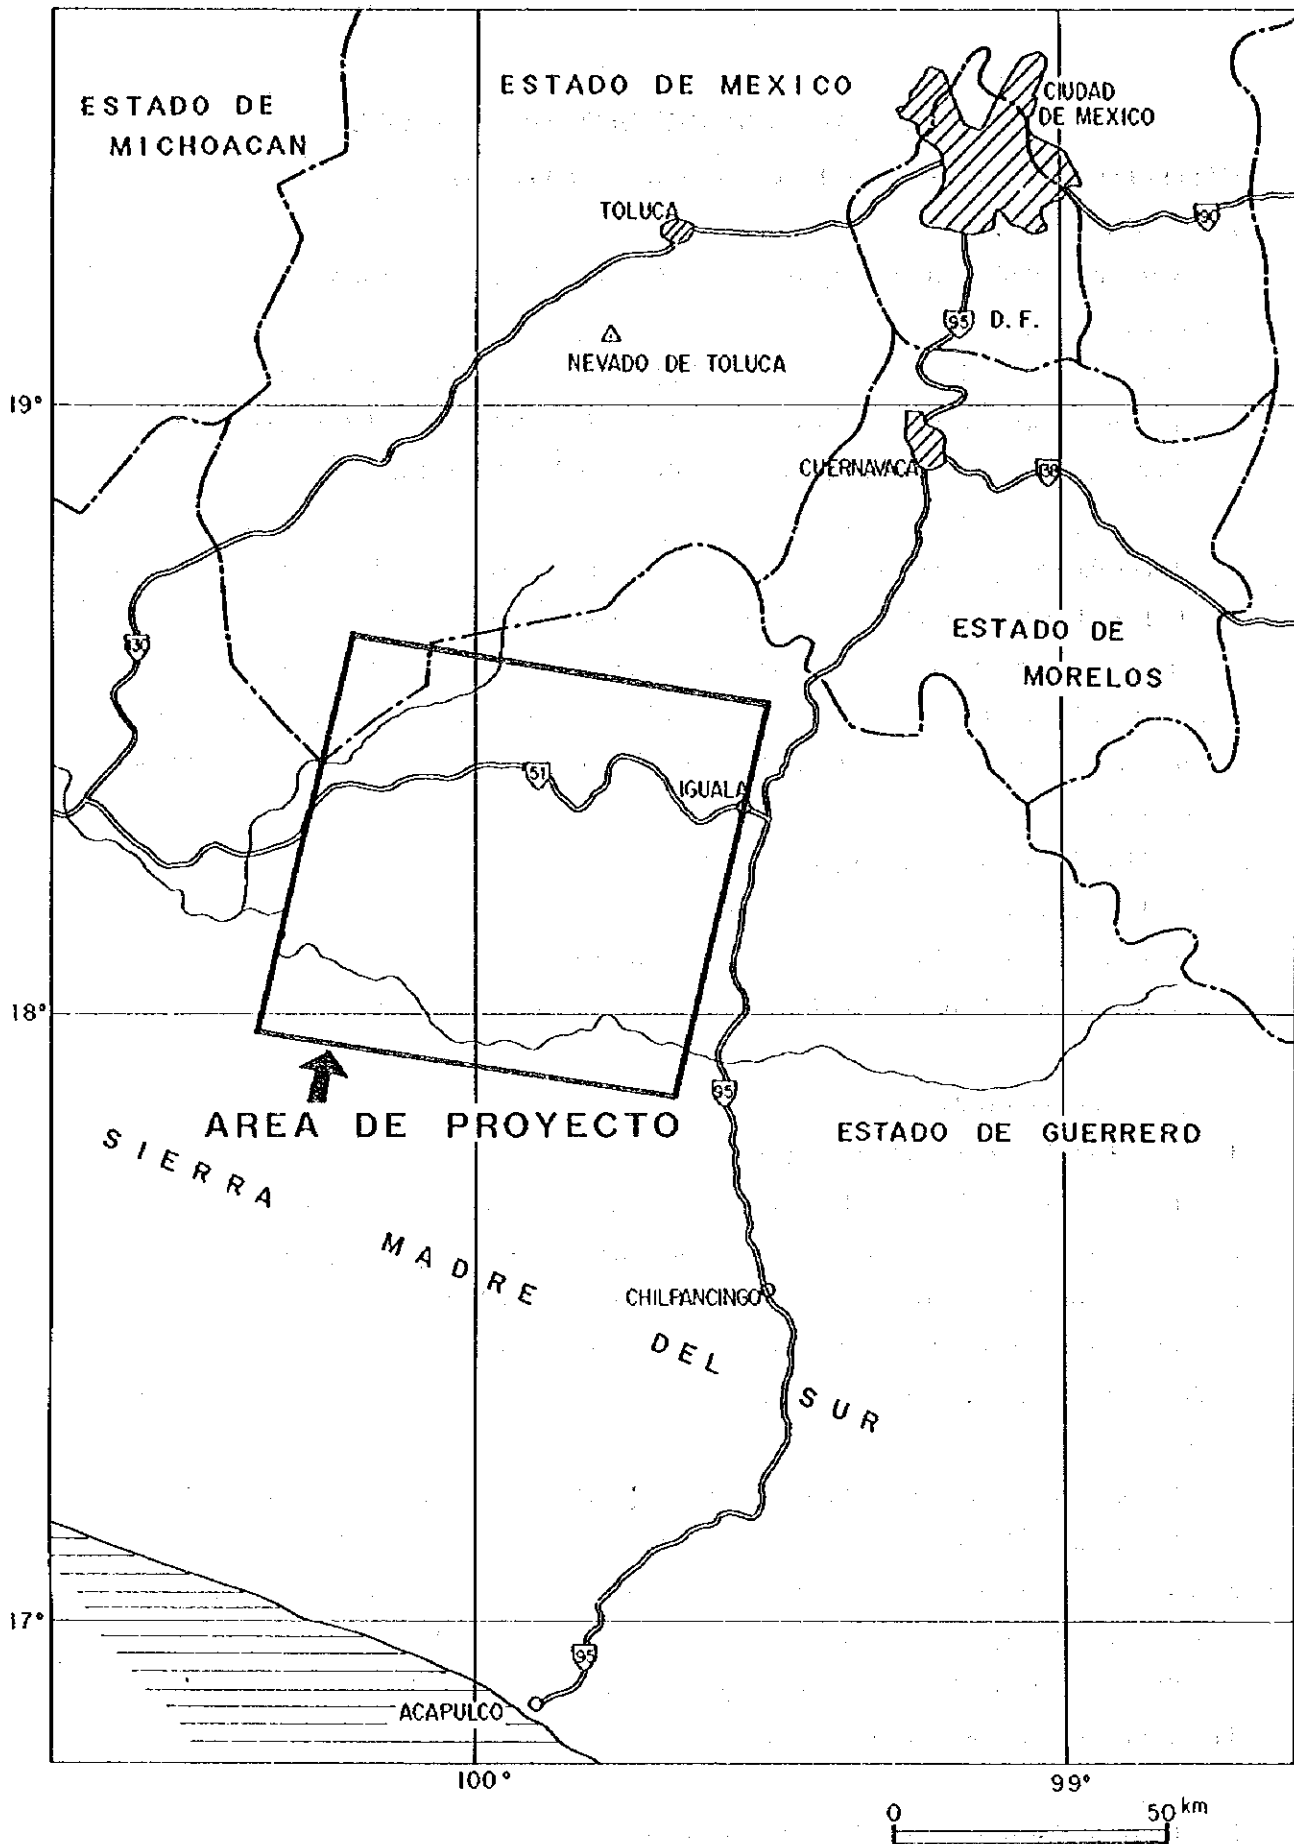 ESTADO DE MEXICO
ESTADO DE
MICHOACAN
CIUDAD
DE MEXICO
TOLUCA
90
95
D. F.
NEVADO DE TOLUCA
19°
CUERNAVACA
138
130
ESTADO DE
MORELOS
51
IGUALA
18°
95
AREA DE PROYECTO
ESTADO DE GUERRERD
SIERRA MADRE DEL SUR
CHILPANCINGO
17°
95
ACAPULCO
100°
99°
0 50 km